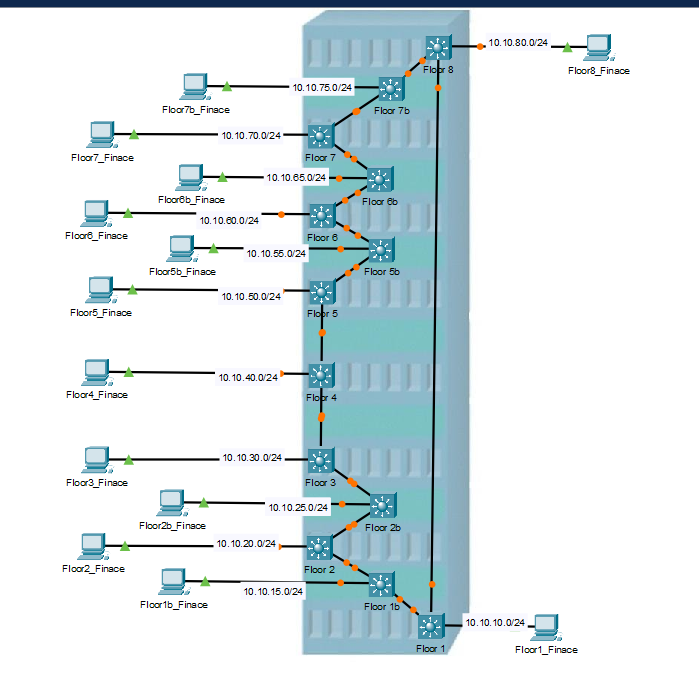 10.10.80.0/24
Floor 8
Floor8_Finace
10.10.75.0/24
Floor7b_Finace
Floor 7b
10.10.70.0/24
Floor7_Finace
Floor 7
10.10.65.0/24
Floor6b_Finace
Floor 6b
10.10.60.0/24
Floor6_Finace
Floor 6
10.10.55.0/24
Floor5b_Finace
Floor 5b
10.10.50.0/24
Floor5_Finace
Floor 5
10.10.40.0/24
Floor4_Finace
Floor 4
10.10.30.0/24
Floor3_Finace
Floor 3
10.10.25.0/24
Floor2b_Finace
Floor 2b
10.10.20.0/24
Floor2_Finace
Floor 2
10.10.15.0/24
Floor1b_Finace
Floor 1b
10.10.10.0/24
Floor 1
Floor1_Finace